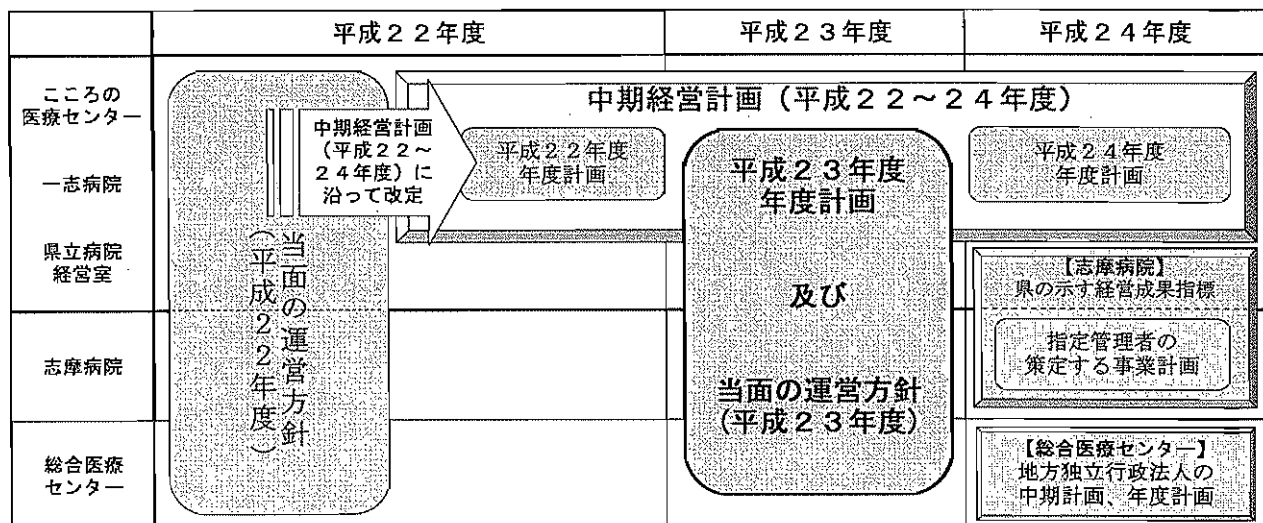 平成２２年度
平成２３年度
平成２４年度
こころの
医療センター
一志病院
県立病院
経営室
志摩病院
総合医療
センター
当面の運営方針
（平成２２年度）
中期経営計画
（平成２２～
２４年度）に
沿って改定
中期経営計画（平成２２～２４年度）
平成２２年度
年度計画
平成２３年度
年度計画
及び
当面の運営方針
（平成２３年度）
平成２４年度
年度計画
【志摩病院】
県の示す経営成果指標
指定管理者の
策定する事業計画
【総合医療センター】
地方独立行政法人の
中期計画、年度計画